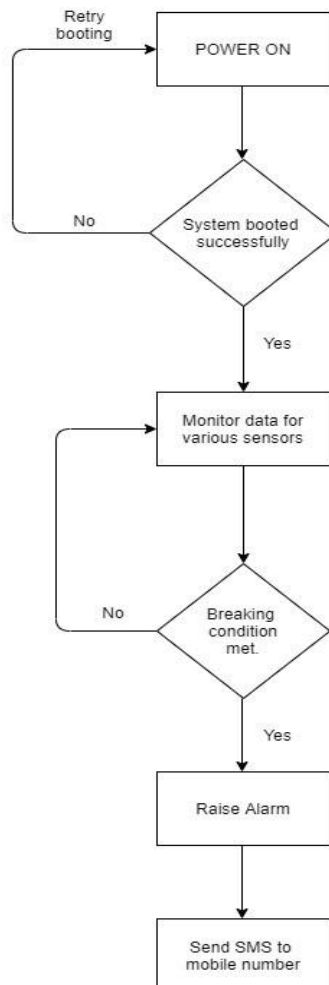 Retry
booting
POWER ON
System booted
successfully
No
Yes
Monitor data for
various sensors
No
Breaking
condition
met.
Yes
Raise Alarm
Send SMS to
mobile number